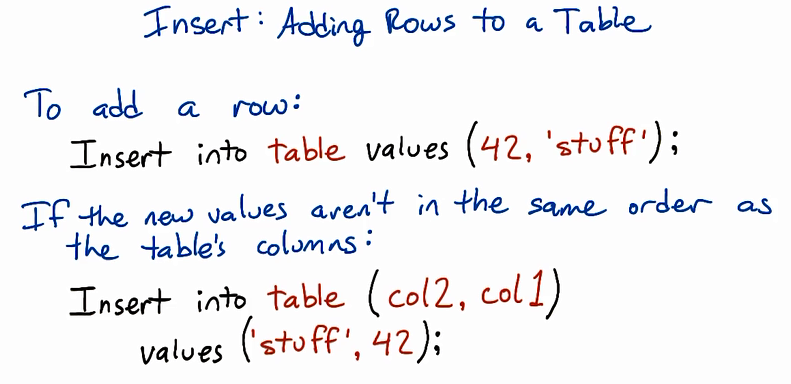 Insert: Adding Rows to a Table
To add a row:
Insert into table values (42, 'stuff');
If the new values aren't in the same order as
the table's columns:
Insert into table (col2, col1)
values ('stuff', 42);